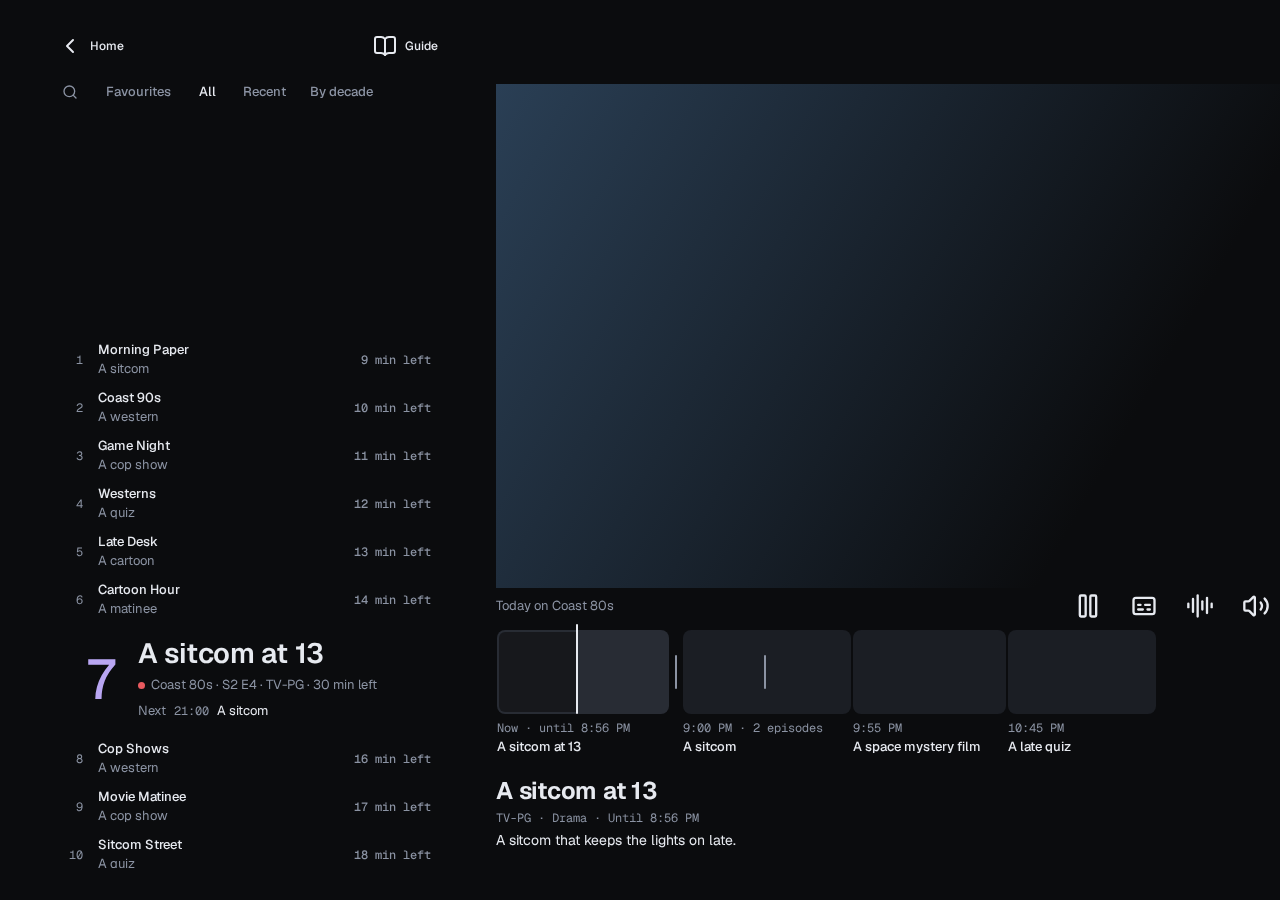 Home
Guide
Favourites
All
Recent
By decade
1
Morning Paper
A sitcom
9 min left
2
Coast 90s
A western
10 min left
3
Game Night
A cop show
11 min left
4
Westerns
A quiz
12 min left
5
Late Desk
A cartoon
13 min left
6
Cartoon Hour
A matinee
14 min left
7
A sitcom at 13
Coast 80s · S2 E4 · TV-PG · 30 min left
Next 21:00 A sitcom
8
Cop Shows
A western
16 min left
9
Movie Matinee
A cop show
17 min left
10
Sitcom Street
A quiz
18 min left
Today on Coast 80s
Now · until 8:56 PM
A sitcom at 13
9:00 PM · 2 episodes
A sitcom
9:55 PM
A space mystery film
10:45 PM
A late quiz
A sitcom at 13
TV-PG · Drama · Until 8:56 PM
A sitcom that keeps the lights on late.